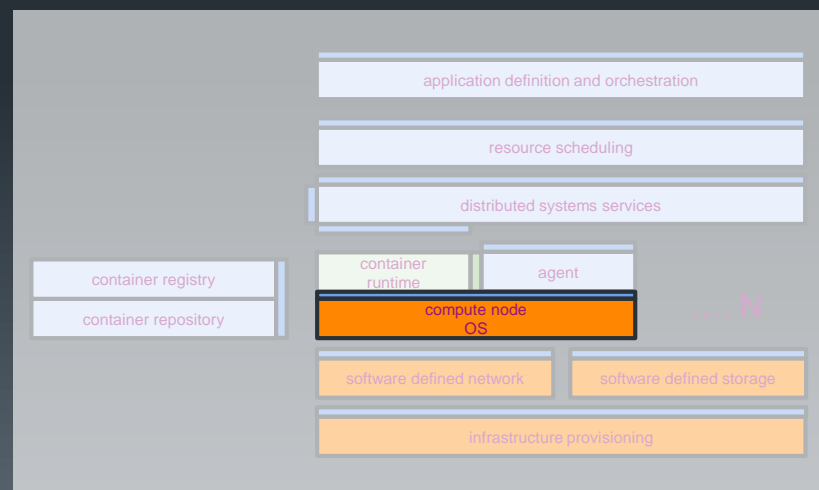 application definition and orchestration
resource scheduling
distributed systems services
container
runtime
agent
container registry
container repository
compute node
OS
.... N
software defined network
software defined storage
infrastructure provisioning